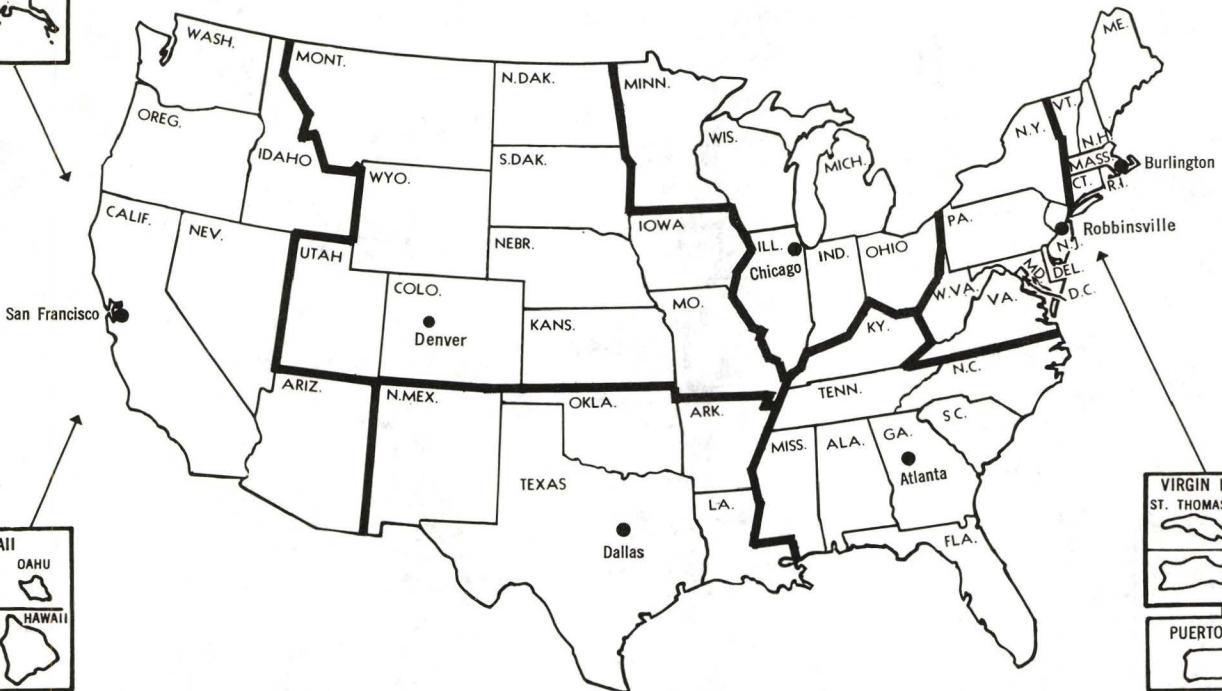 WASH.
MONT.
N.DAK.
MINN.
ME.
OREG.
IDAHO
WYO.
S.DAK.
WIS.
MICH.
N.Y.
VT.
N.H.
MASS.
Burlington
CT.
R.I.
CALIF.
NEV.
UTAH
NEBR.
IOWA
ILL.
Chicago
IND.
OHIO
PA.
Robbinsville
N.J.
MD.
DEL.
D.C.
W.VA.
VA.
San Francisco
COLO.
Denver
KANS.
MO.
KY.
N.C.
ARIZ.
N.MEX.
OKLA.
ARK.
TENN.
S C.
MISS.
ALA.
GA.
Atlanta
TEXAS
LA.
Dallas
FLA.
OAHU
HAWAII
VIRGIN
ST. THOMAS
PUERTO